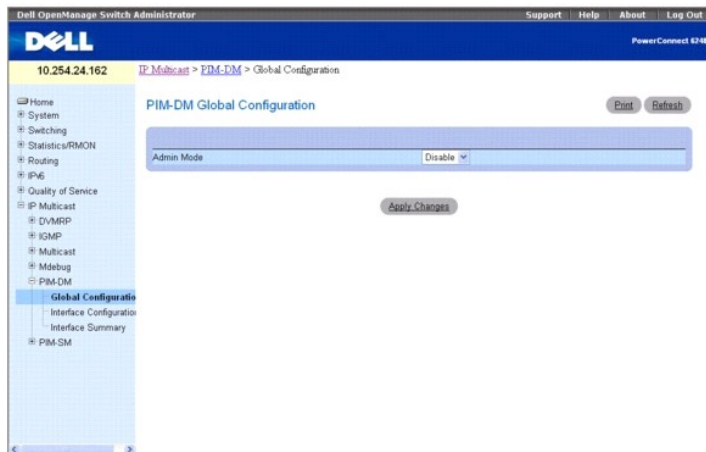 Dell OpenManage Switch Administrator Support Help About Log Out
DELL
PowerConnect 6248
10.254.24.162
IP Multicast > PIM-DM > Global Configuration
Home
System
Switching
Statistics/RMON
Routing
IPv6
Quality of Service
IP Multicast
DVMRP
IGMP
Multicast
Mdebug
PIM-DM
Global Configuratio
Interface Configuration
Interface Summary
PIM-SM
PIM-DM Global Configuration
Print Refresh
Admin Mode Disable
Apply Changes